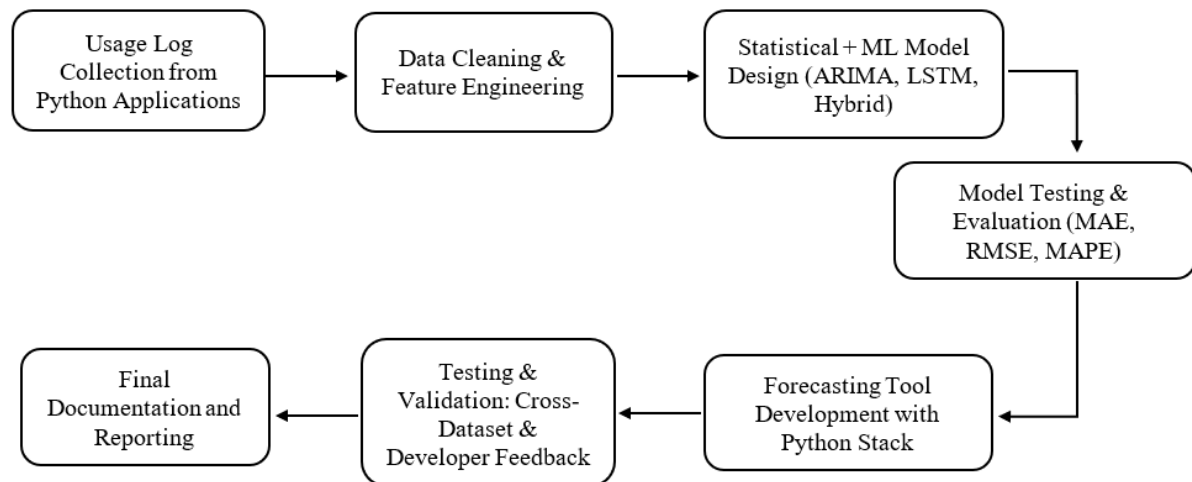 Usage Log
Collection from
Python Applications
Data Cleaning &
Feature Engineering
Statistical + ML Model
Design (ARIMA, LSTM,
Hybrid)
Model Testing &
Evaluation (MAE,
RMSE, MAPE)
Forecasting Tool
Development with
Python Stack
Testing &
Validation: Cross-
Dataset &
Developer Feedback
Final
Documentation and
Reporting